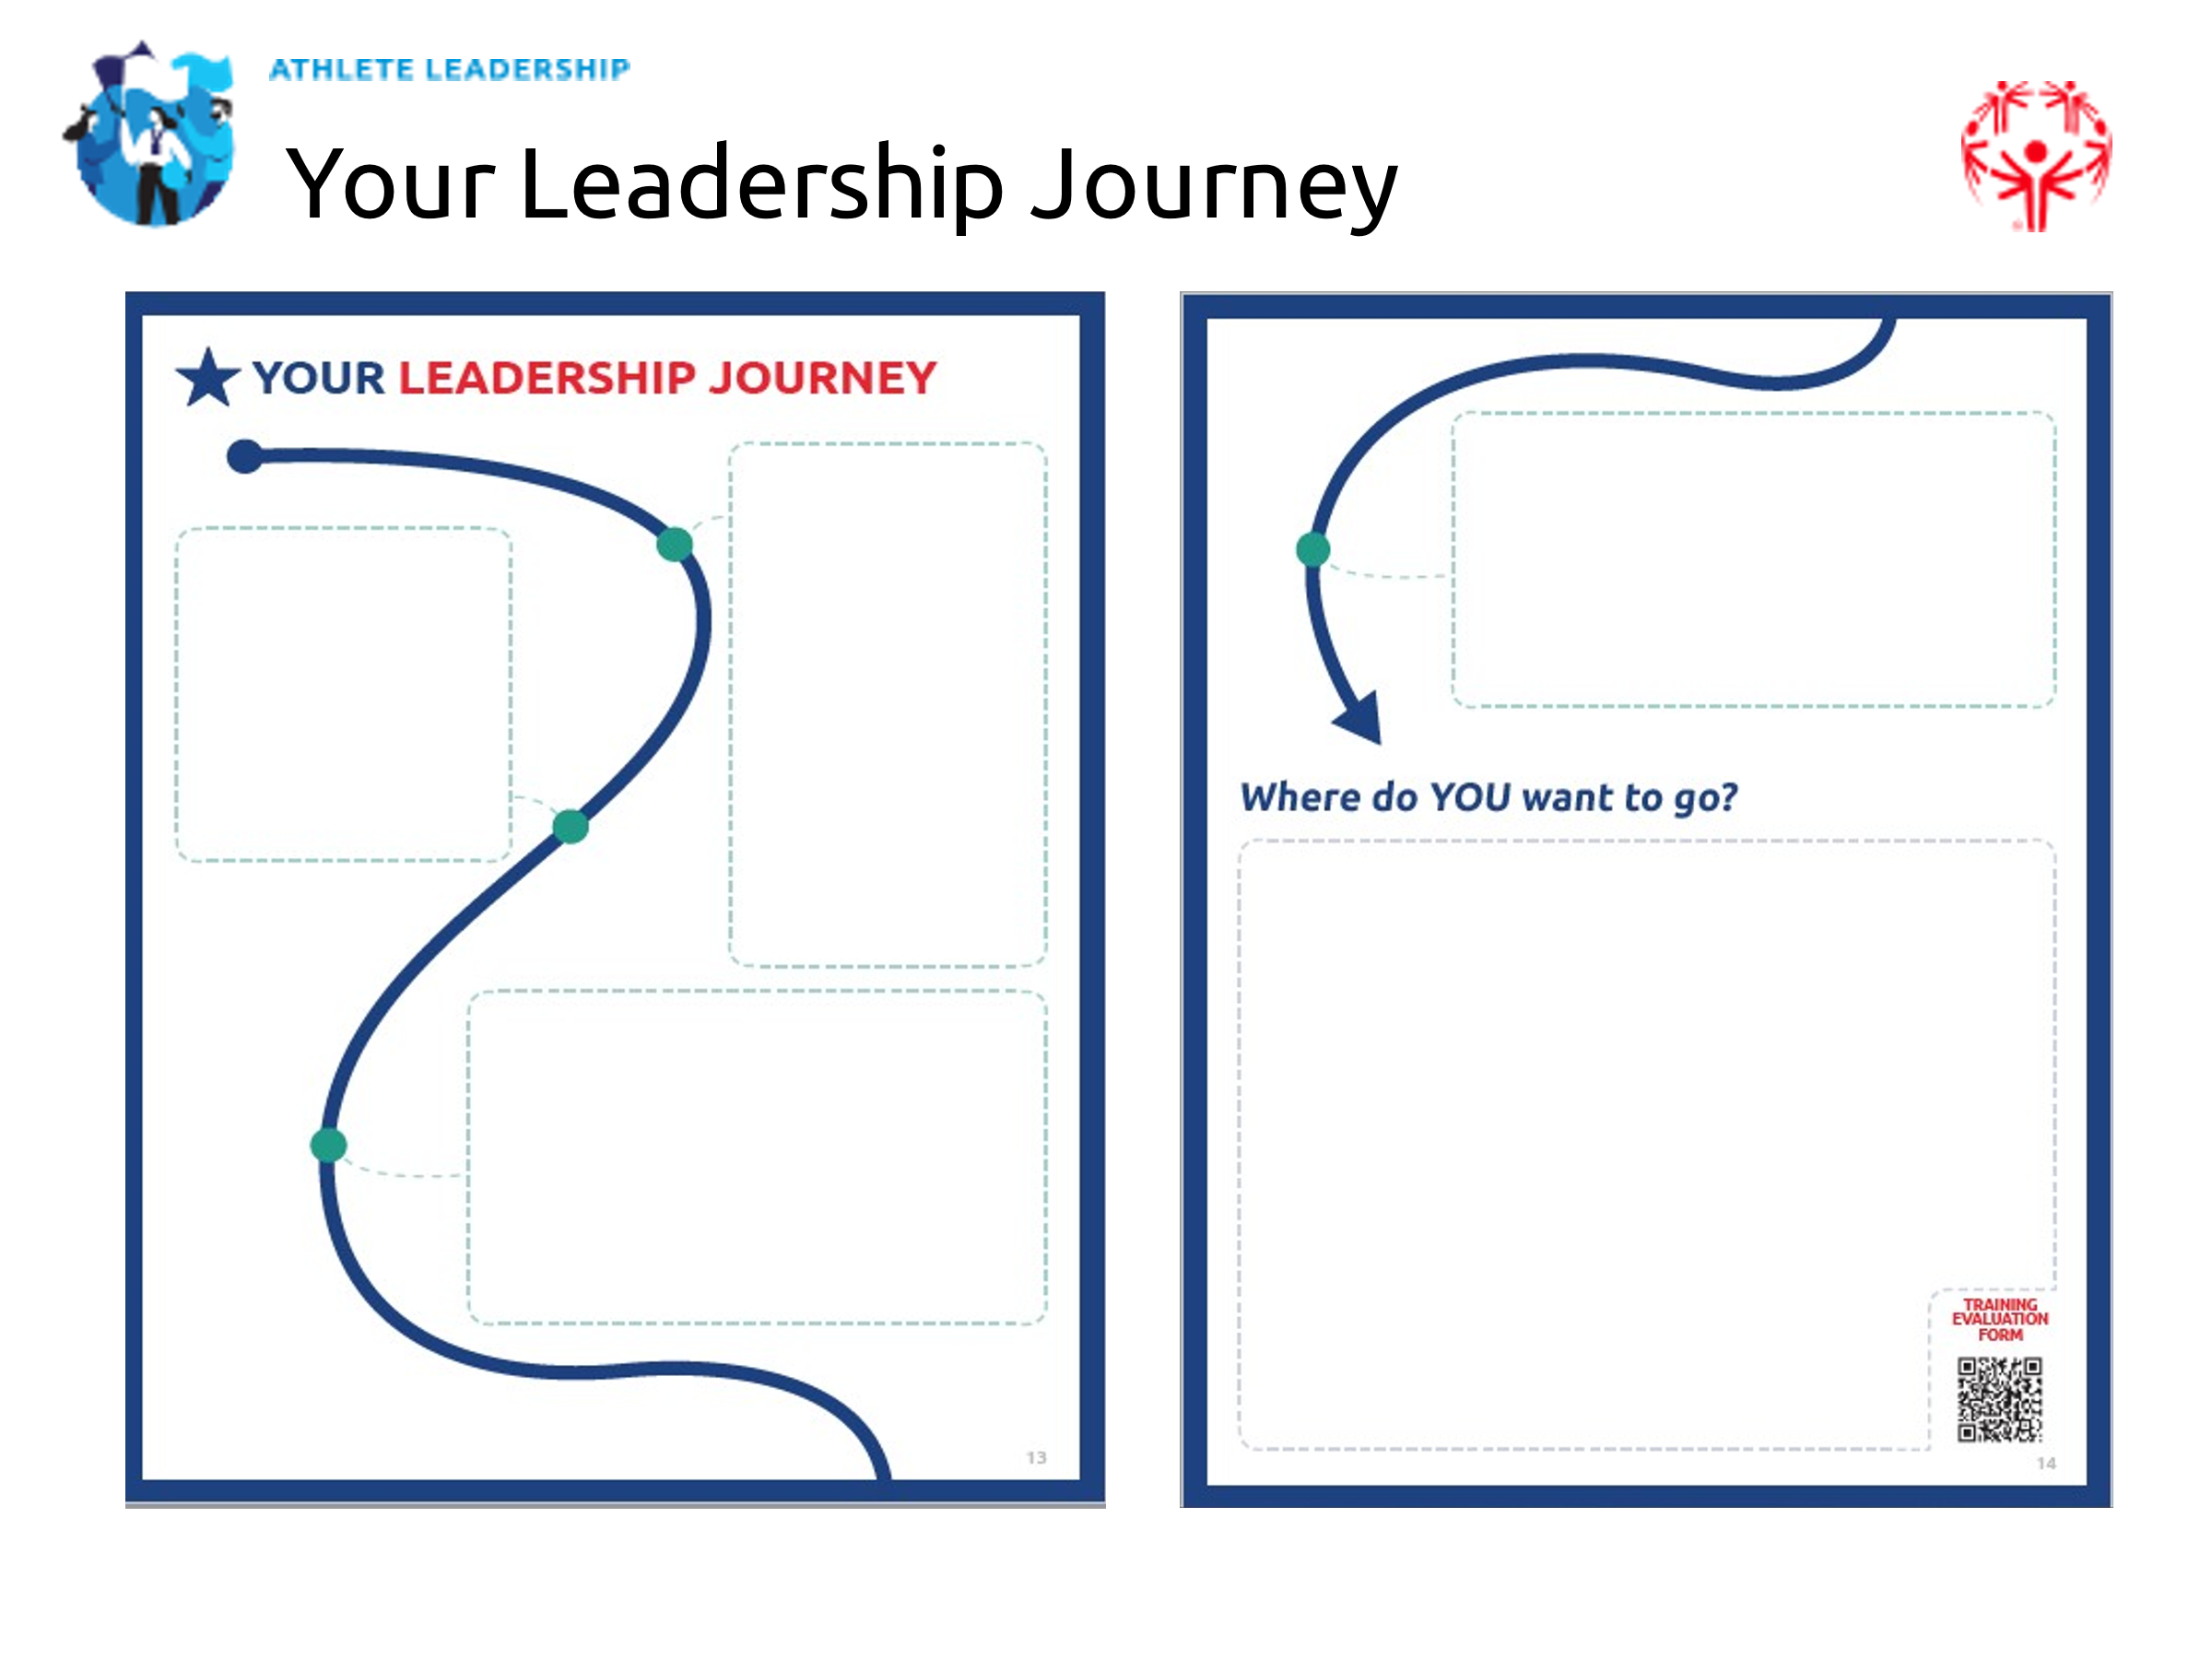 ATHLETE LEADERSHIP
Your Leadership Journey
YOUR LEADERSHIP JOURNEY
13
Where do YOU want to go?
TRAINING
EVALUATION
FORM
14